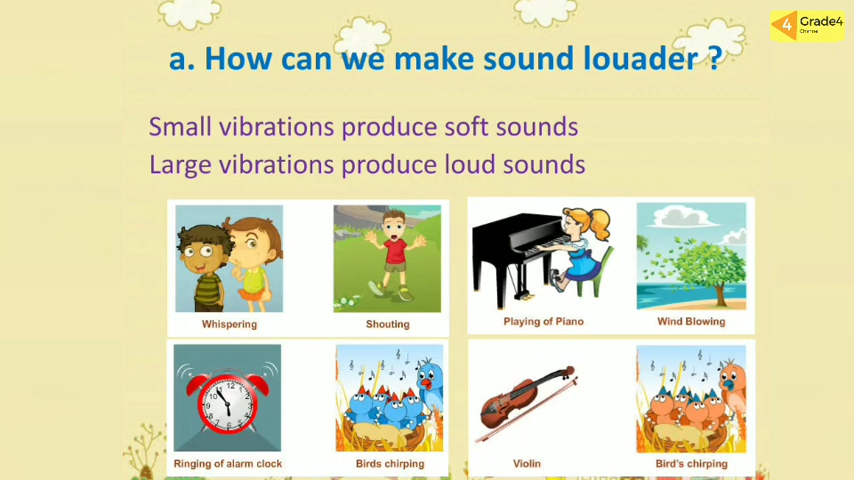 4 Grade4
a. How can we make sound louader ?
Small vibrations produce soft sounds
Large vibrations produce loud sounds
Whispering
Shouting
Playing of Piano
Wind Blowing
Ringing of alarm clock
Birds chirping
Violin
Bird's chirping